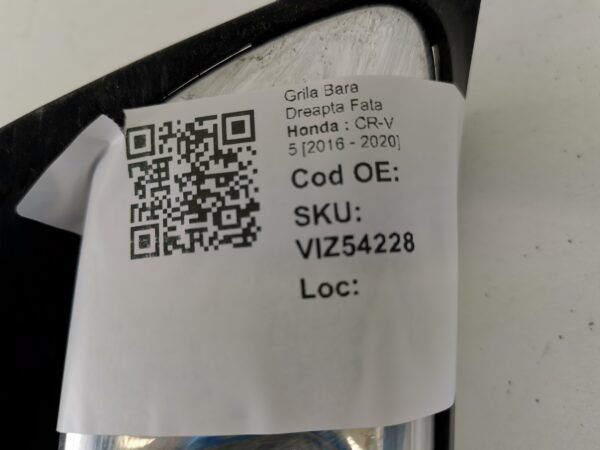 Grila Bara
Dreapta Fata
Honda : CR-V
5 [2016 - 2020]
Cod OE:
SKU:
VIZ54228
Loc: